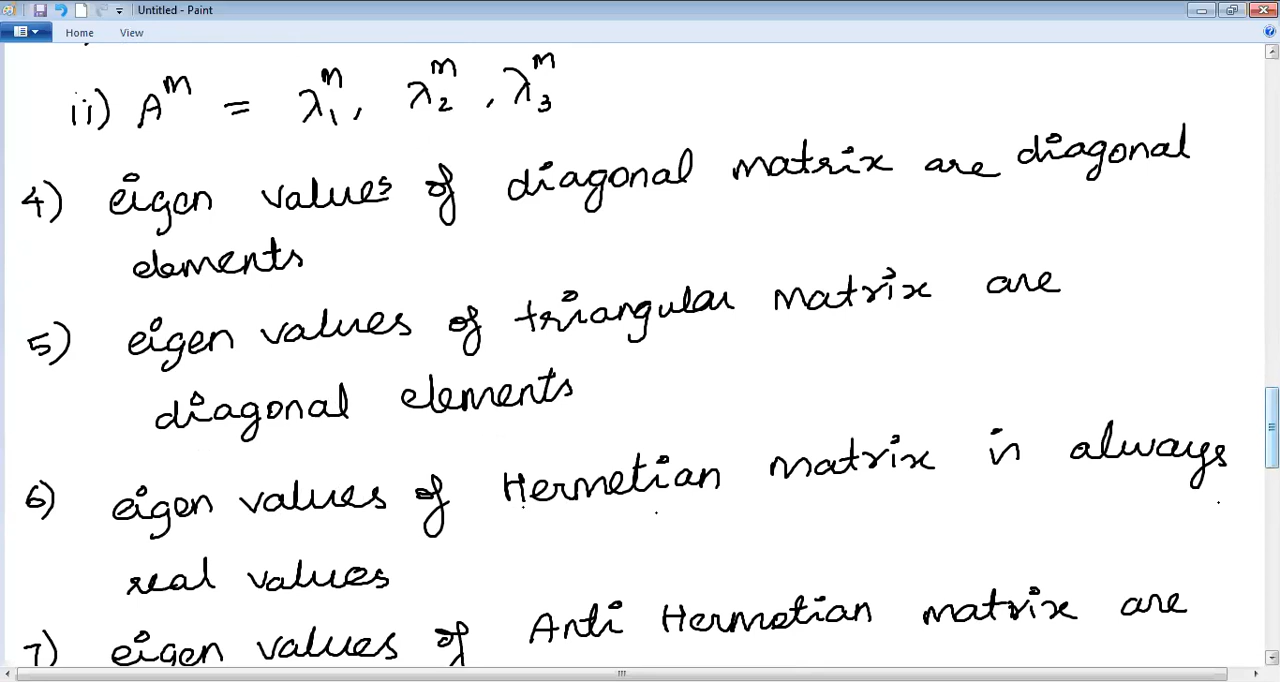 Untitled - Paint
Home View
ii) A^m = λ₁^m, λ₂^m, λ₃^m
4) eigen values of diagonal matrix are diagonal
elements
5) eigen values of triangular matrix are
diagonal elements
6) eigen values of Hermetian matrix is always
real values
7) eigen values of Anti Hermetian matrix are